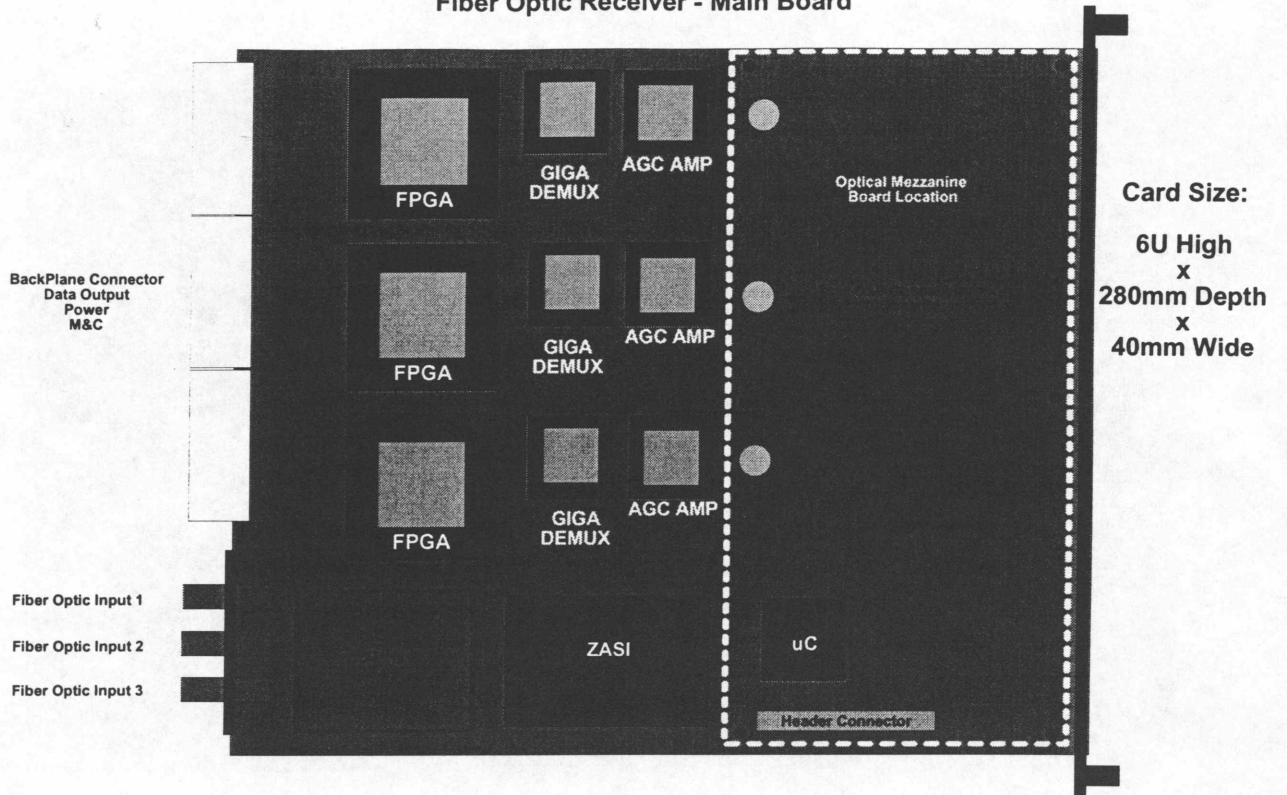 Fiber Optic Receiver - Main Board
FPGA
GIGA
DEMUX
AGC AMP
Optical Mezzanine
Board Location
Card Size:
6U High
x
280mm Depth
x
40mm Wide
BackPlane Connector
Data Output
Power
M&C
FPGA
GIGA
DEMUX
AGC AMP
FPGA
GIGA
DEMUX
AGC AMP
Fiber Optic Input 1
Fiber Optic Input 2
Fiber Optic Input 3
ZASI
uC
Header Connector